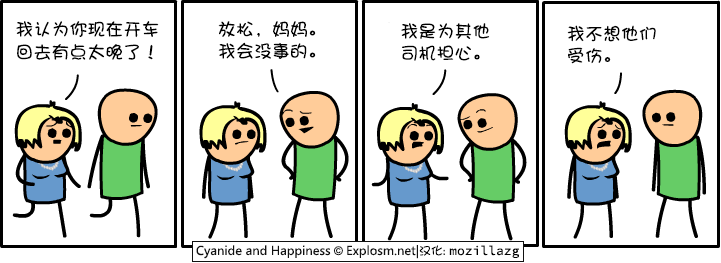 我认为你现在开车
回去有点太晚了！
放松，妈妈。
我会没事的。
我是为其他
司机担心。
我不想他们
受伤。
Cyanide and Happiness © Explosm.net|汉化: mozillazg